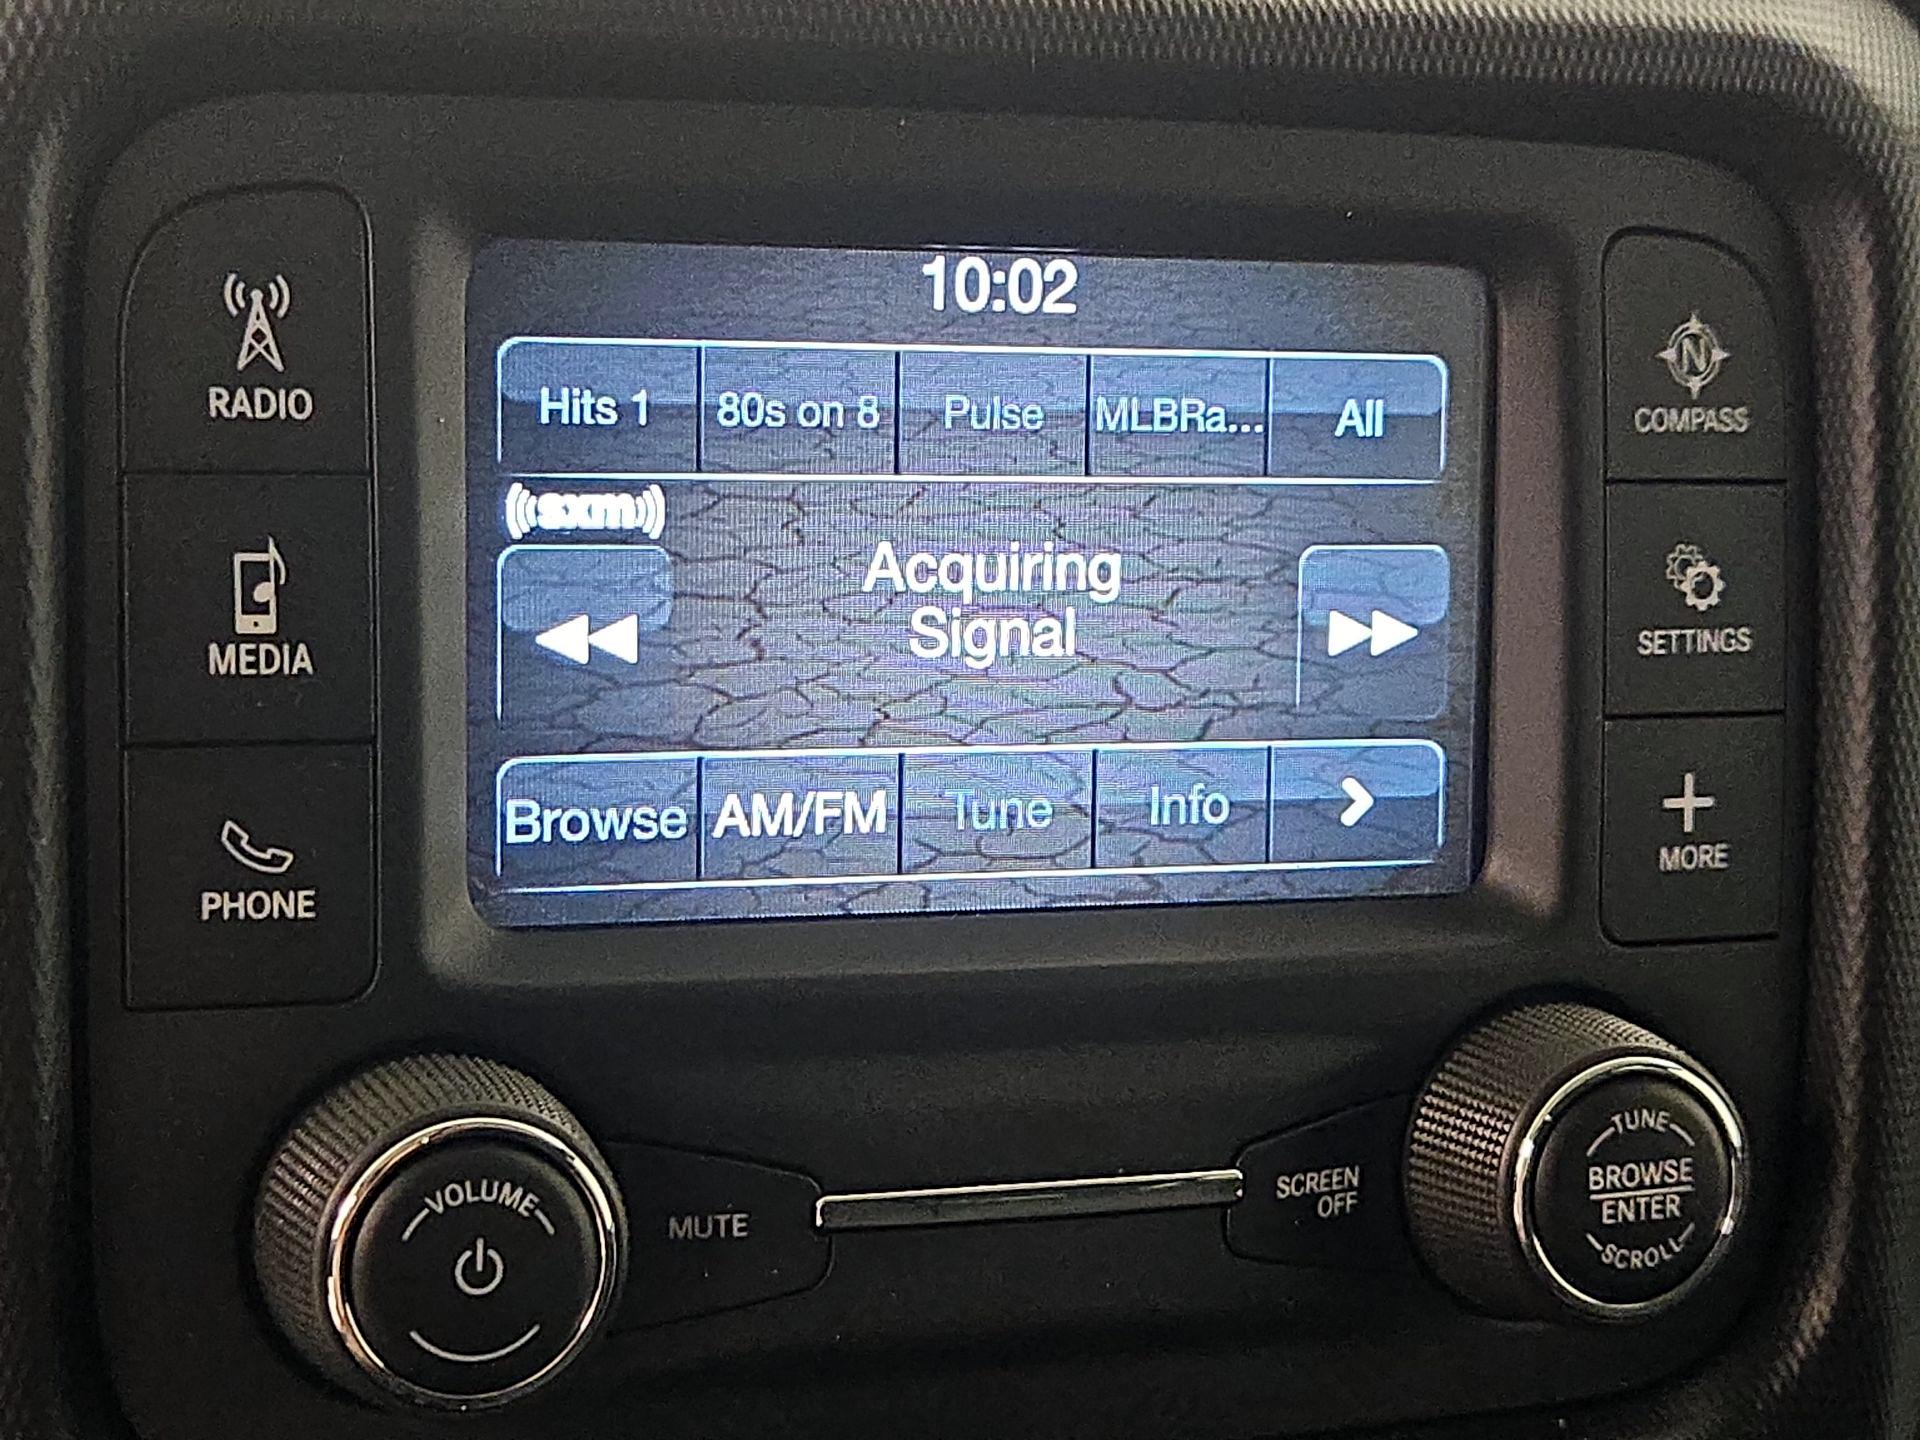 10:02
Hits 1 80s on 8 Pulse MLBRa... All
sxm
Acquiring
Signal
Browse AM/FM Tune Info
RADIO
MEDIA
PHONE
N
COMPASS
SETTINGS
MORE
VOLUME
MUTE
SCREEN
OFF
TUNE
BROWSE
ENTER
SCROLL